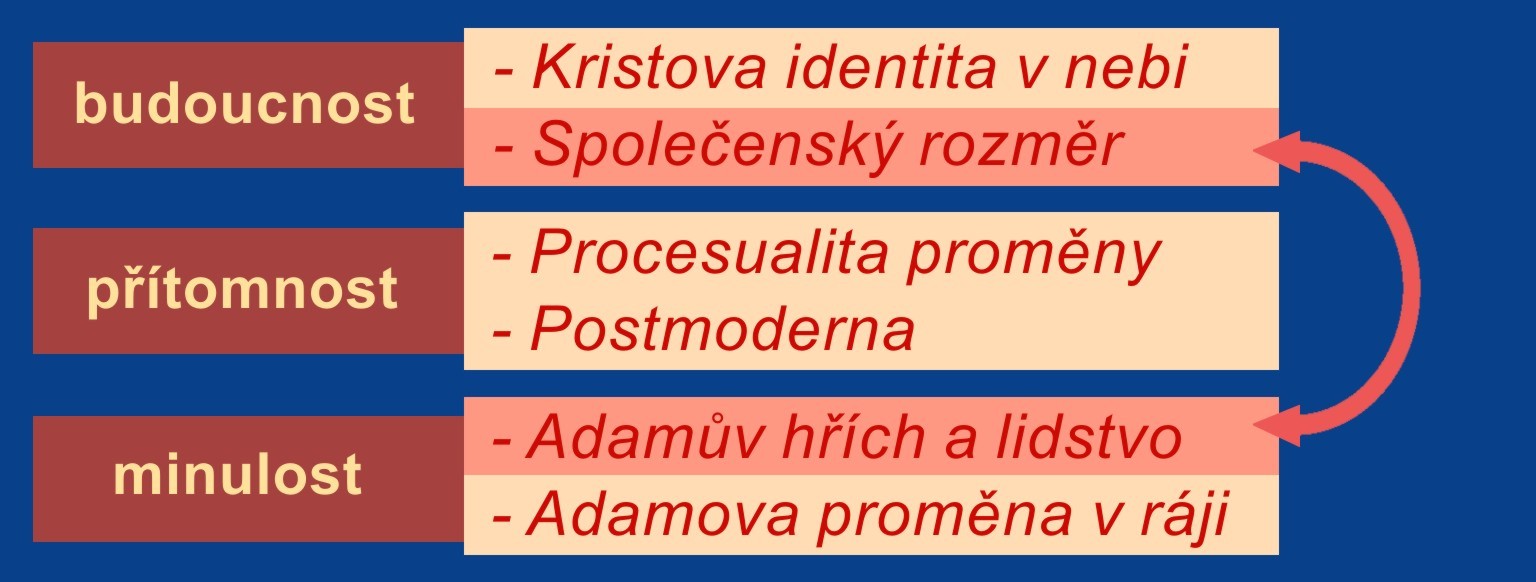 budoucnost
- Kristova identita v nebi
- Společenský rozměr
přítomnost
- Procesualita proměny
- Postmoderna
minulost
- Adamův hřích a lidstvo
- Adamova proměna v ráji